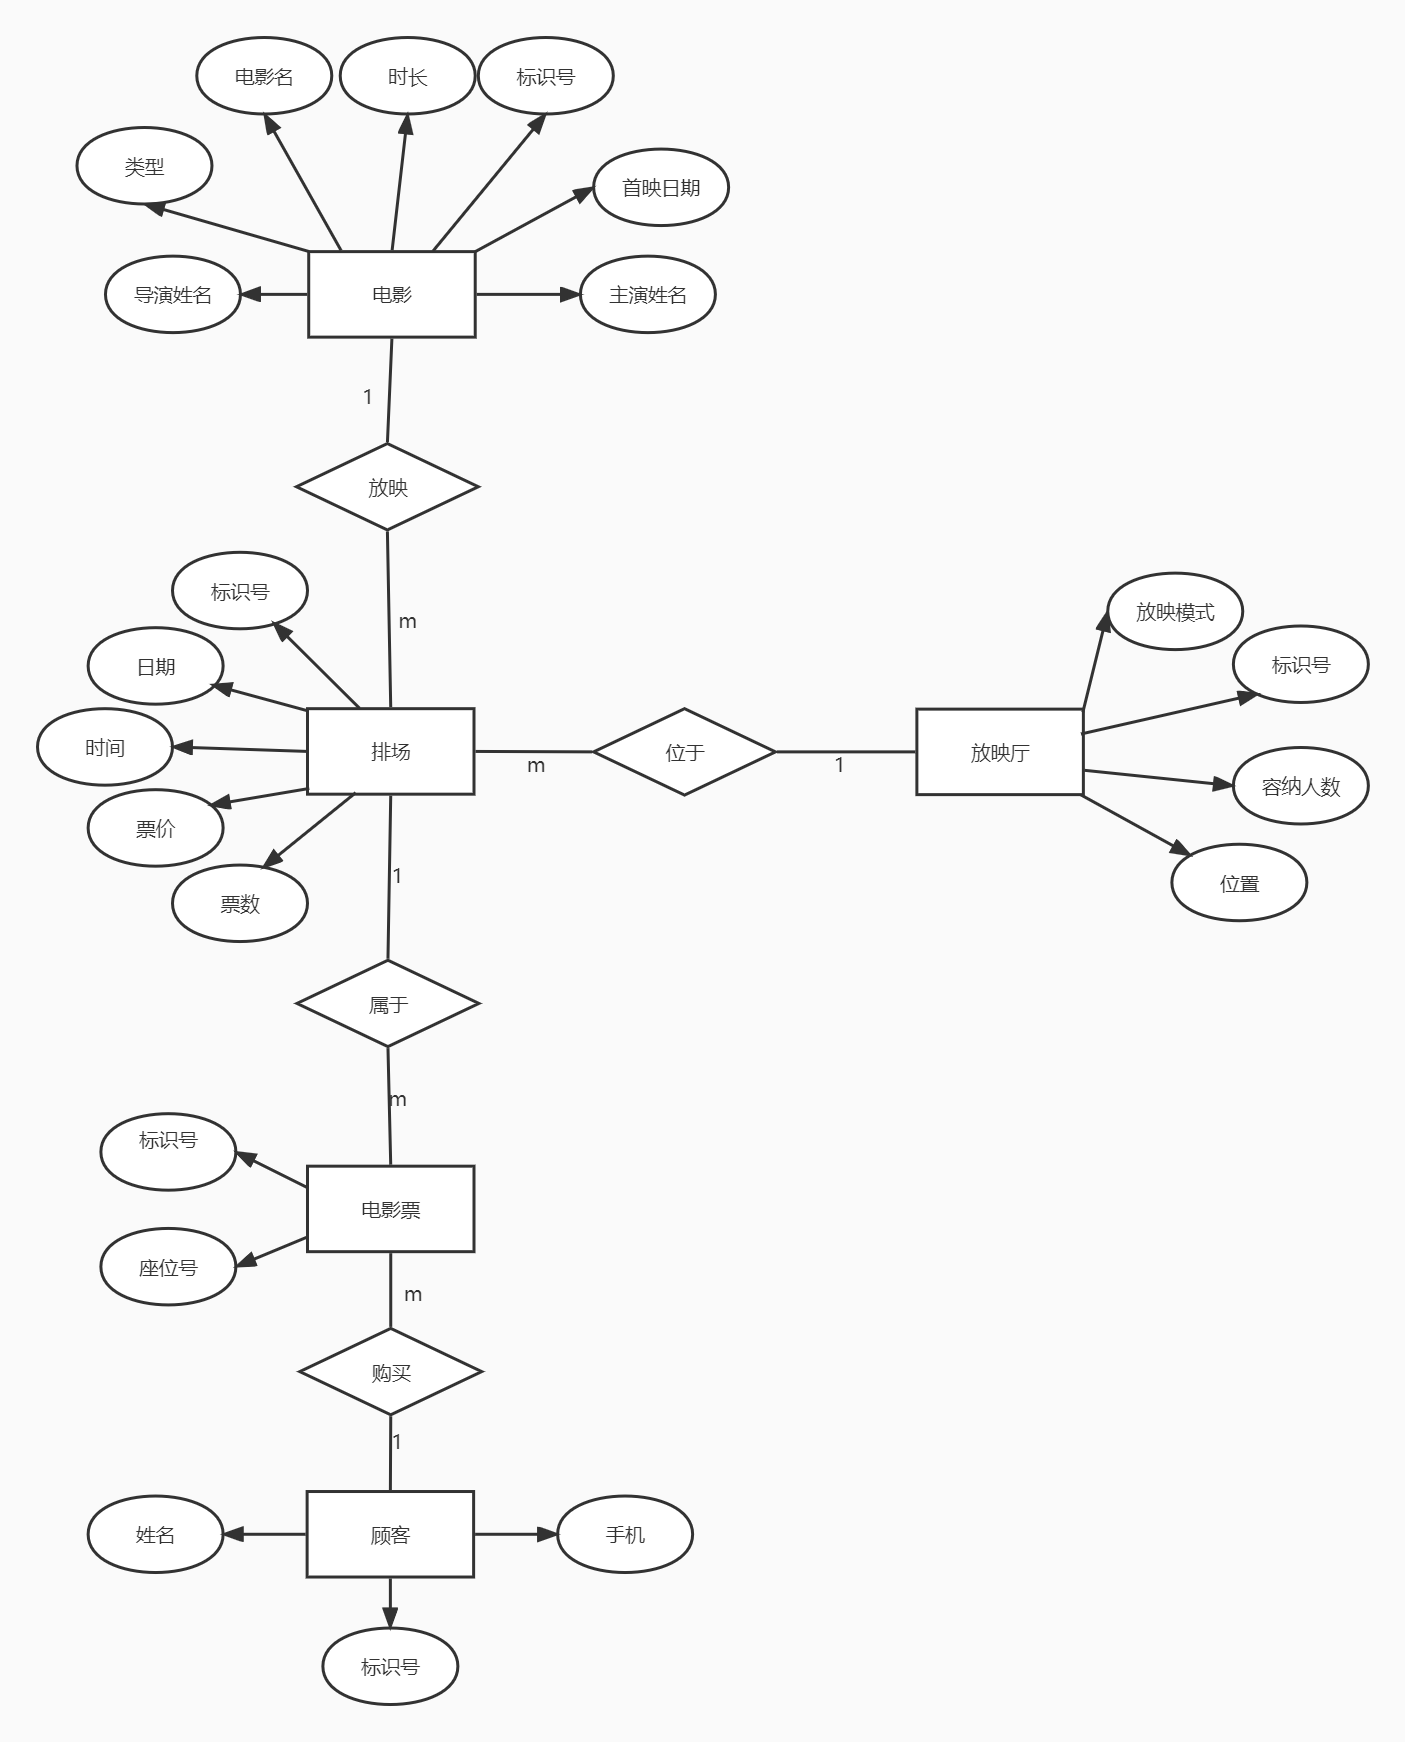 电影名
时长
标识号
类型
首映日期
导演姓名
电影
主演姓名
1
放映
标识号
m
放映模式
日期
标识号
时间
排场
m
位于
1
放映厅
容纳人数
票价
1
票数
位置
属于
m
标识号
电影票
座位号
m
购买
1
姓名
顾客
手机
标识号